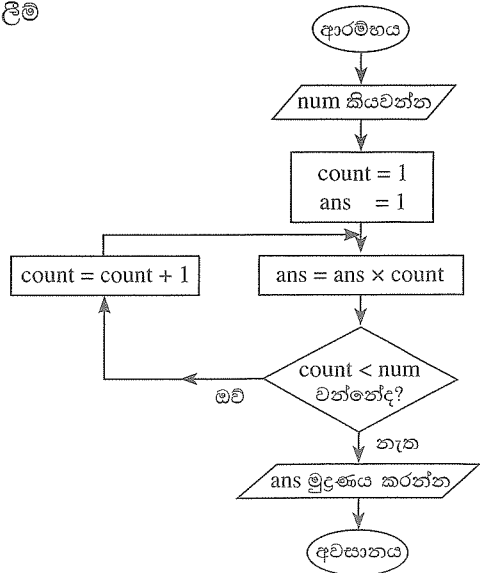 ලීම්
ආරම්භය
num කියවන්න
count = 1
ans = 1
count = count + 1
ans = ans × count
count < num
වන්නේද?
ඔව්
නැත
ans මුද්‍රණය කරන්න
අවසානය